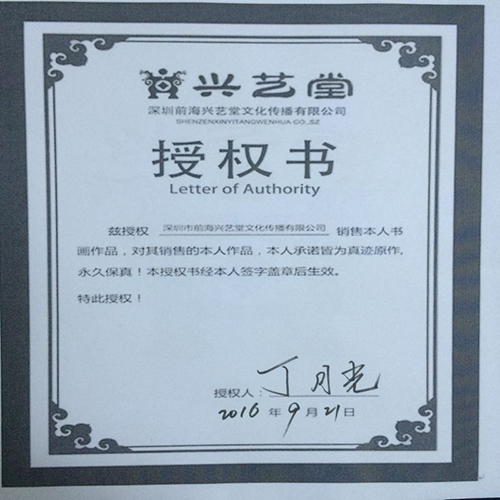 兴艺堂
深圳前海兴艺堂文化传播有限公司
SHENZENXINYITANGWENHUA CO.,SZ
授权书
Letter of Authority
兹授权 深圳市前海兴艺堂文化传播有限公司 销售本人书
画作品，对其销售的本人作品，本人承诺皆为真迹原作，
永久保真！本授权书经本人签字盖章后生效。
特此授权！
授权人：丁月光
2016年9月21日